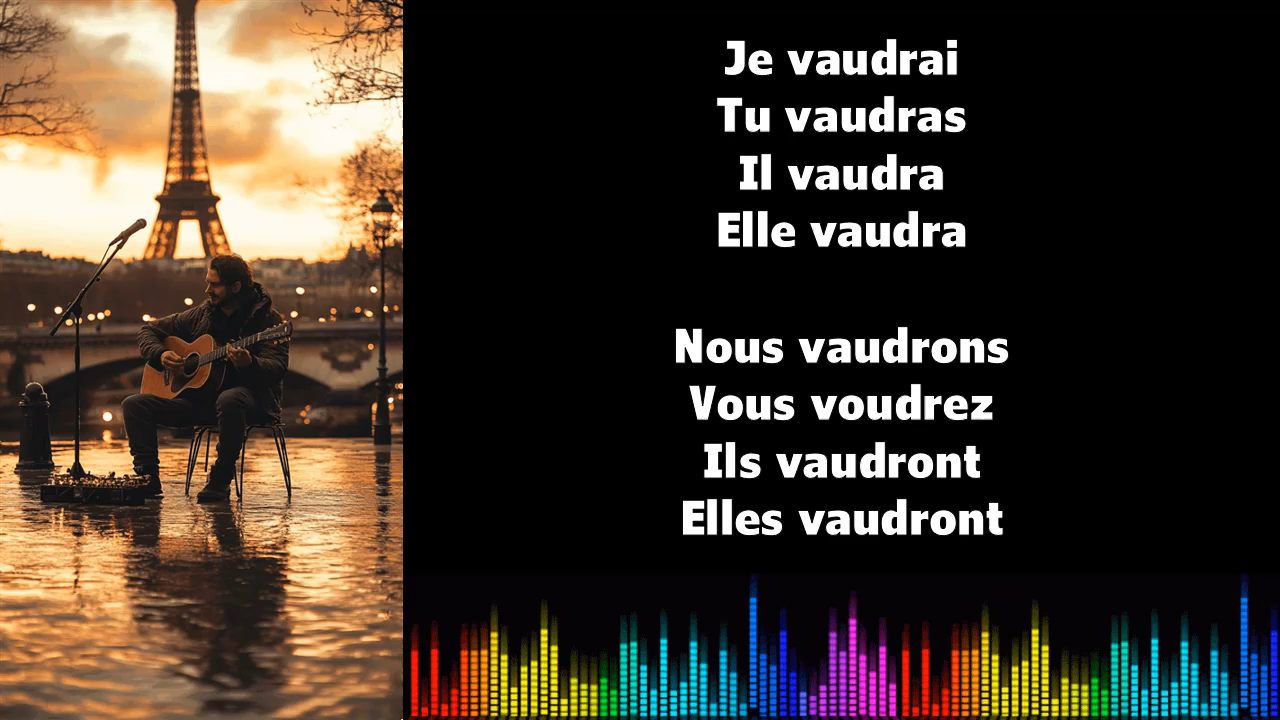 Je vaudrai
Tu vaudras
Il vaudra
Elle vaudra
Nous vaudrons
Vous voudrez
Ils vaudront
Elles vaudront